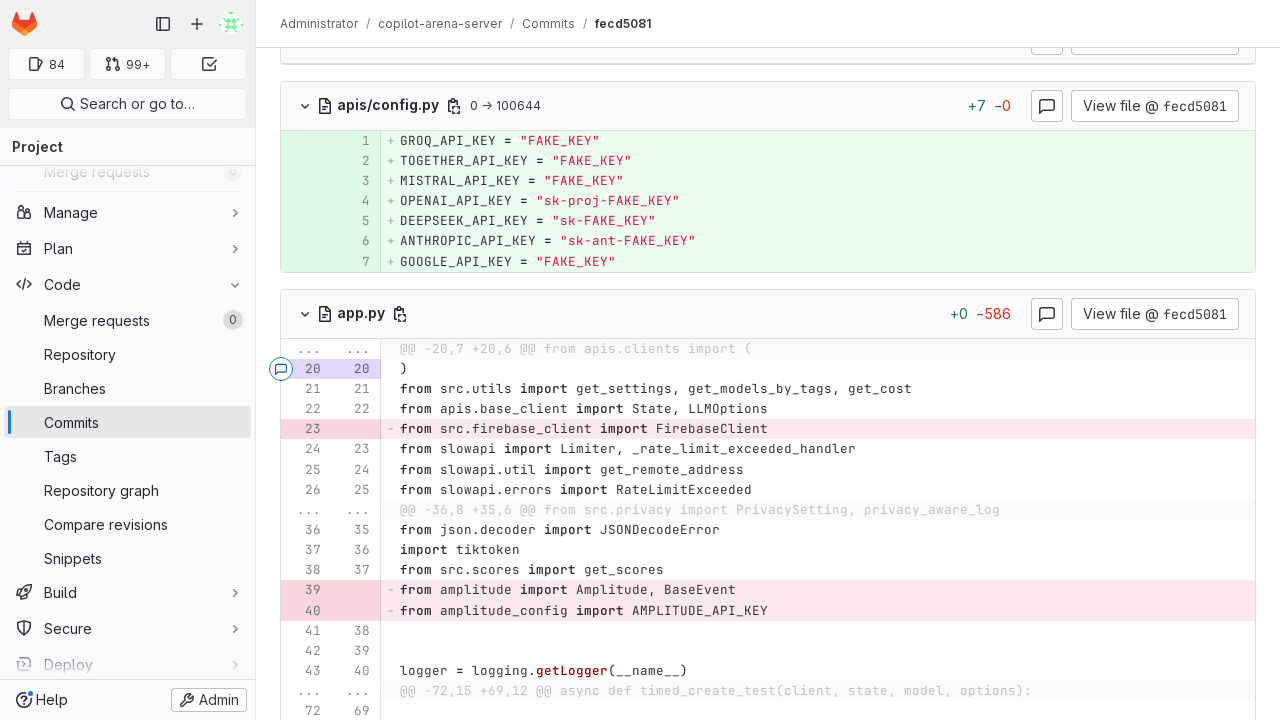 Administrator / copilot-arena-server / Commits / fecd5081
84
99+
Search or go to…
Project
Merge requests 0
Manage
Plan
Code
Merge requests 0
Repository
Branches
Commits
Tags
Repository graph
Compare revisions
Snippets
Build
Secure
Deploy
Help
Admin
apis/config.py 0 → 100644 +7 −0 View file @ fecd5081
1 + GROQ_API_KEY = "FAKE_KEY"
2 + TOGETHER_API_KEY = "FAKE_KEY"
3 + MISTRAL_API_KEY = "FAKE_KEY"
4 + OPENAI_API_KEY = "sk-proj-FAKE_KEY"
5 + DEEPSEEK_API_KEY = "sk-FAKE_KEY"
6 + ANTHROPIC_API_KEY = "sk-ant-FAKE_KEY"
7 + GOOGLE_API_KEY = "FAKE_KEY"
app.py +0 −586 View file @ fecd5081
... ... @@ -20,7 +20,6 @@ from apis.clients import (
20 20 )
21 21 from src.utils import get_settings, get_models_by_tags, get_cost
22 22 from apis.base_client import State, LLMOptions
23 - from src.firebase_client import FirebaseClient
24 23 from slowapi import Limiter, _rate_limit_exceeded_handler
25 24 from slowapi.util import get_remote_address
26 25 from slowapi.errors import RateLimitExceeded
... ... @@ -36,8 +35,6 @@ from src.privacy import PrivacySetting, privacy_aware_log
36 35 from json.decoder import JSONDecodeError
37 36 import tiktoken
38 37 from src.scores import get_scores
39 - from amplitude import Amplitude, BaseEvent
40 - from amplitude_config import AMPLITUDE_API_KEY
41 38
42 39
43 40 logger = logging.getLogger(__name__)
... ... @@ -72,15 +69,12 @@ async def timed_create_test(client, state, model, options):
72 69